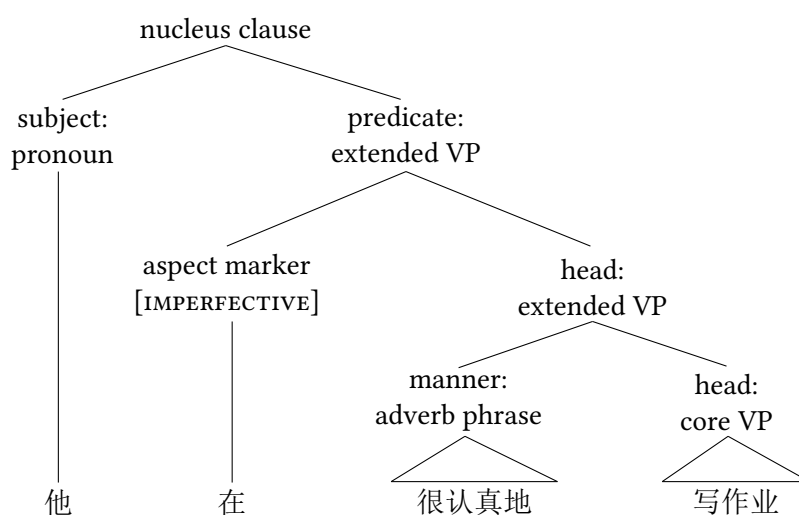 nucleus clause
subject:
pronoun
predicate:
extended VP
aspect marker
[IMPERFECTIVE]
head:
extended VP
manner:
adverb phrase
head:
core VP
他 在 很认真地 写作业